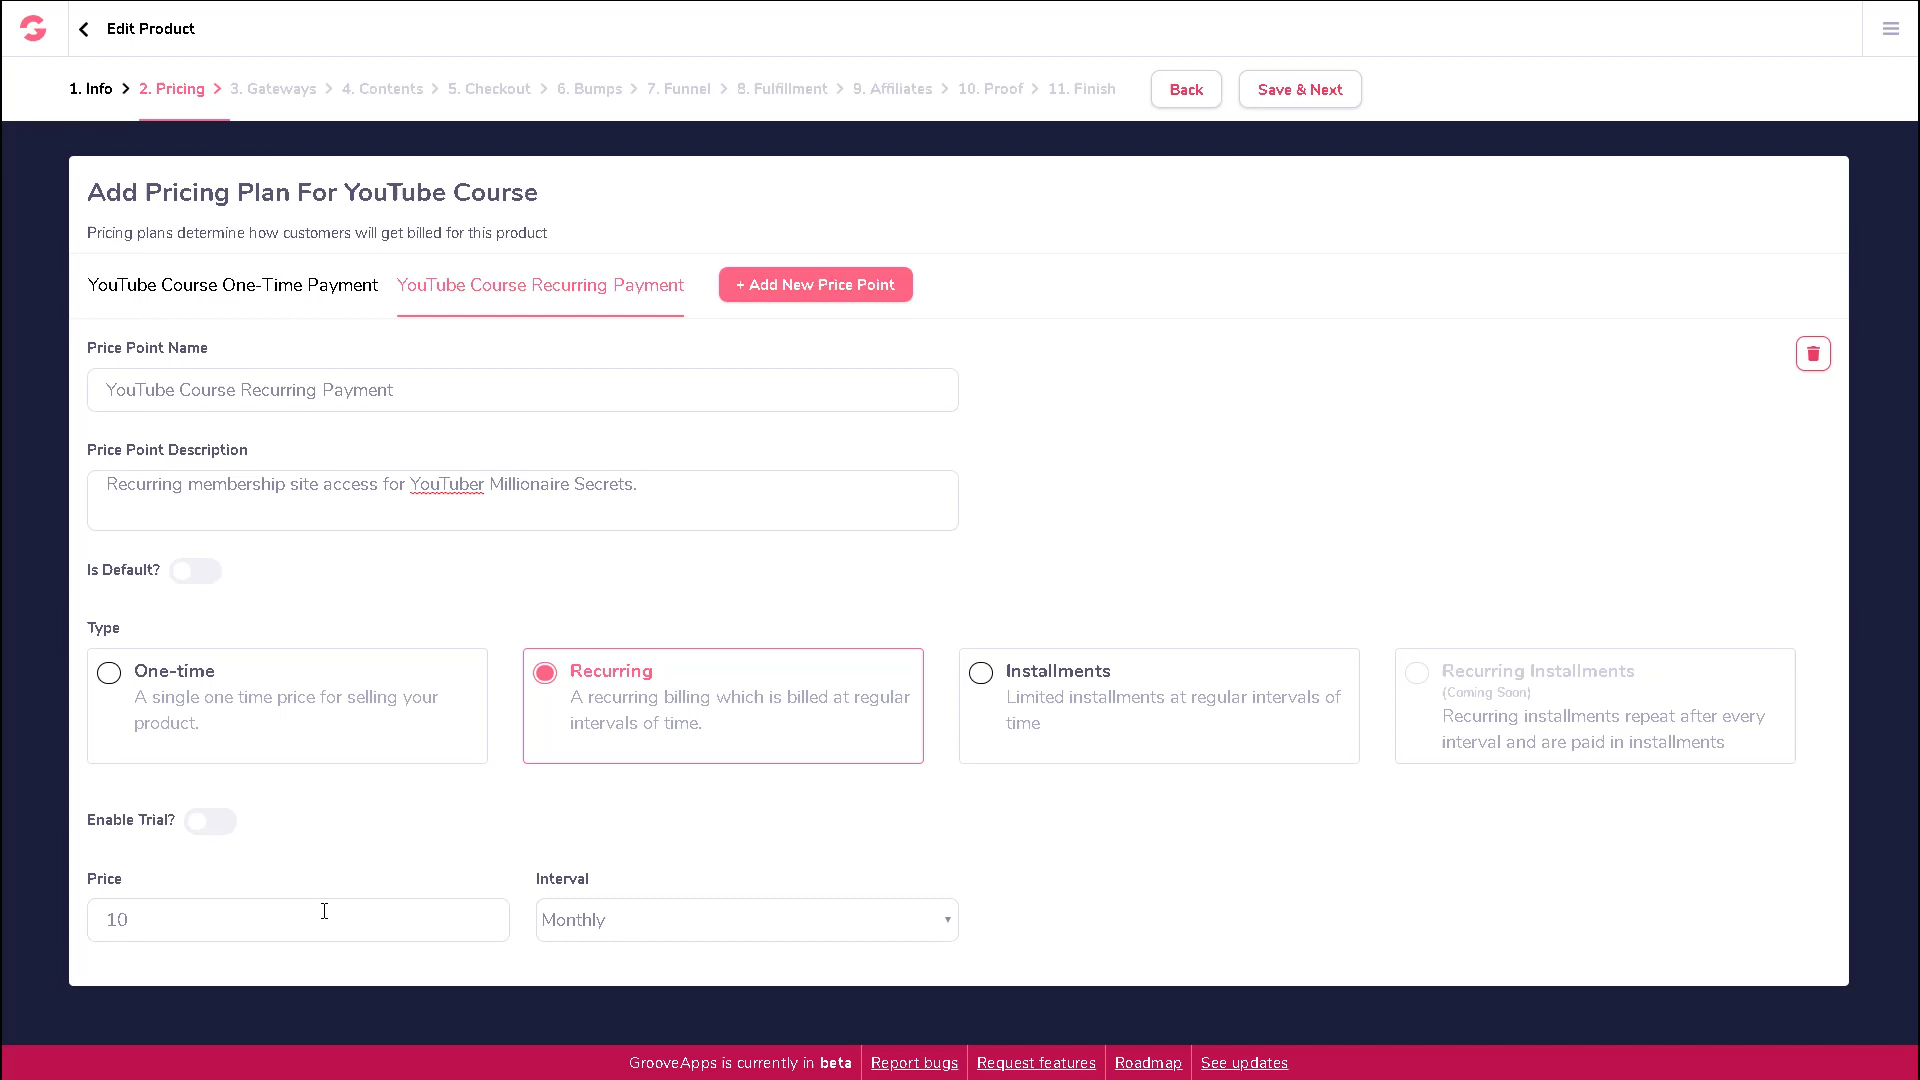 Edit Product
1. Info > 2. Pricing > 3. Gateways > 4. Contents > 5. Checkout > 6. Bumps > 7. Funnel > 8. Fulfillment > 9. Affiliates > 10. Proof > 11. Finish Back Save & Next
Add Pricing Plan For YouTube Course
Pricing plans determine how customers will get billed for this product
YouTube Course One-Time Payment YouTube Course Recurring Payment + Add New Price Point
Price Point Name
YouTube Course Recurring Payment
Price Point Description
Recurring membership site access for YouTuber Millionaire Secrets.
Is Default?
Type
One-time
A single one time price for selling your
product.
Recurring
A recurring billing which is billed at regular
intervals of time.
Installments
Limited installments at regular intervals of
time
Recurring Installments
(Coming Soon)
Recurring installments repeat after every
interval and are paid in installments
Enable Trial?
Price Interval
10 Monthly
GrooveApps is currently in beta Report bugs Request features Roadmap See updates